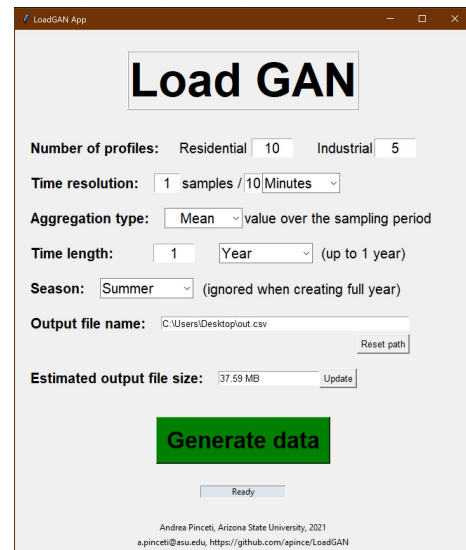 LoadGAN App
Load GAN
Number of profiles: Residential 10 Industrial 5
Time resolution: 1 samples / 10 Minutes
Aggregation type: Mean value over the sampling period
Time length: 1 Year (up to 1 year)
Season: Summer (ignored when creating full year)
Output file name: C:\Users\Desktop\out.csv
Reset path
Estimated output file size: 37.59 MB Update
Generate data
Ready
Andrea Pinceti, Arizona State University, 2021
a.pinceti@asu.edu, https://github.com/apince/LoadGAN